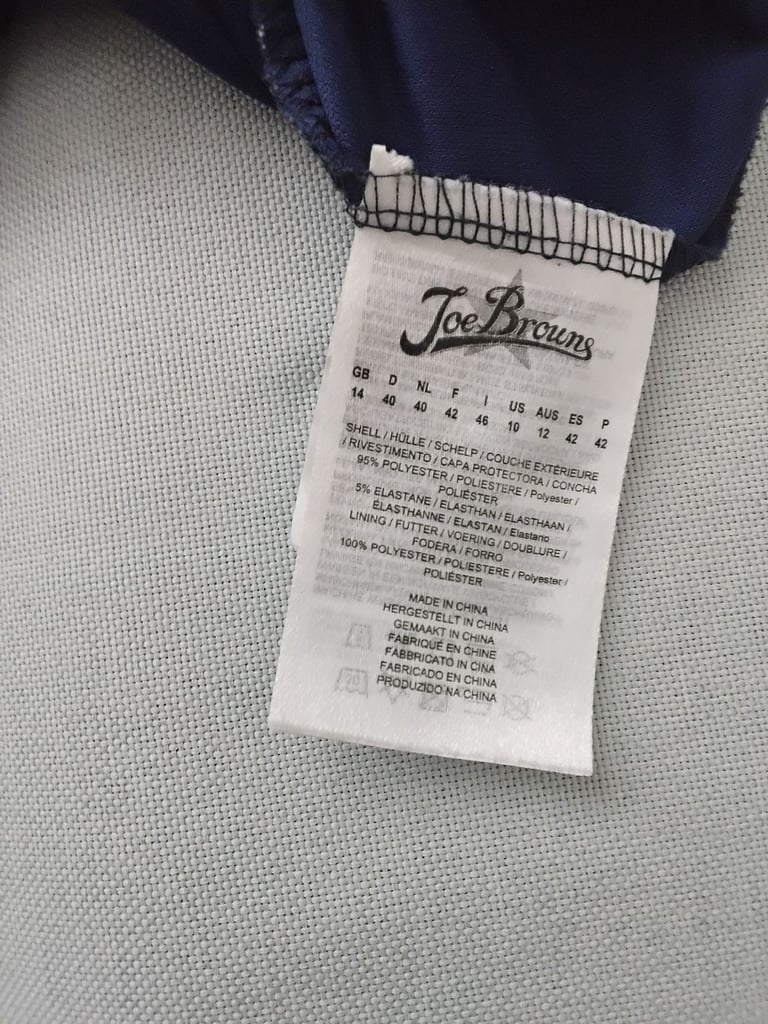 Joe Browns
GB D NL F I US AUS ES P
14 40 40 42 46 10 12 42 42
SHELL / HÜLLE / SCHELP / COUCHE EXTÉRIEURE
/ RIVESTIMENTO / CAPA PROTECTORA / CONCHA
95% POLYESTER / POLIESTERE / Polyester /
POLIÉSTER
5% ELASTANE / ELASTHAN / ELASTHAAN /
ÉLASTHANNE / ELASTAN / Elastano
LINING / FUTTER / VOERING / DOUBLURE /
FODERA / FORRO
100% POLYESTER / POLIESTERE / Polyester /
POLIÉSTER
MADE IN CHINA
HERGESTELLT IN CHINA
GEMAAKT IN CHINA
FABRIQUÉ EN CHINE
FABBRICATO IN CINA
FABRICADO EN CHINA
PRODUZIDO NA CHINA